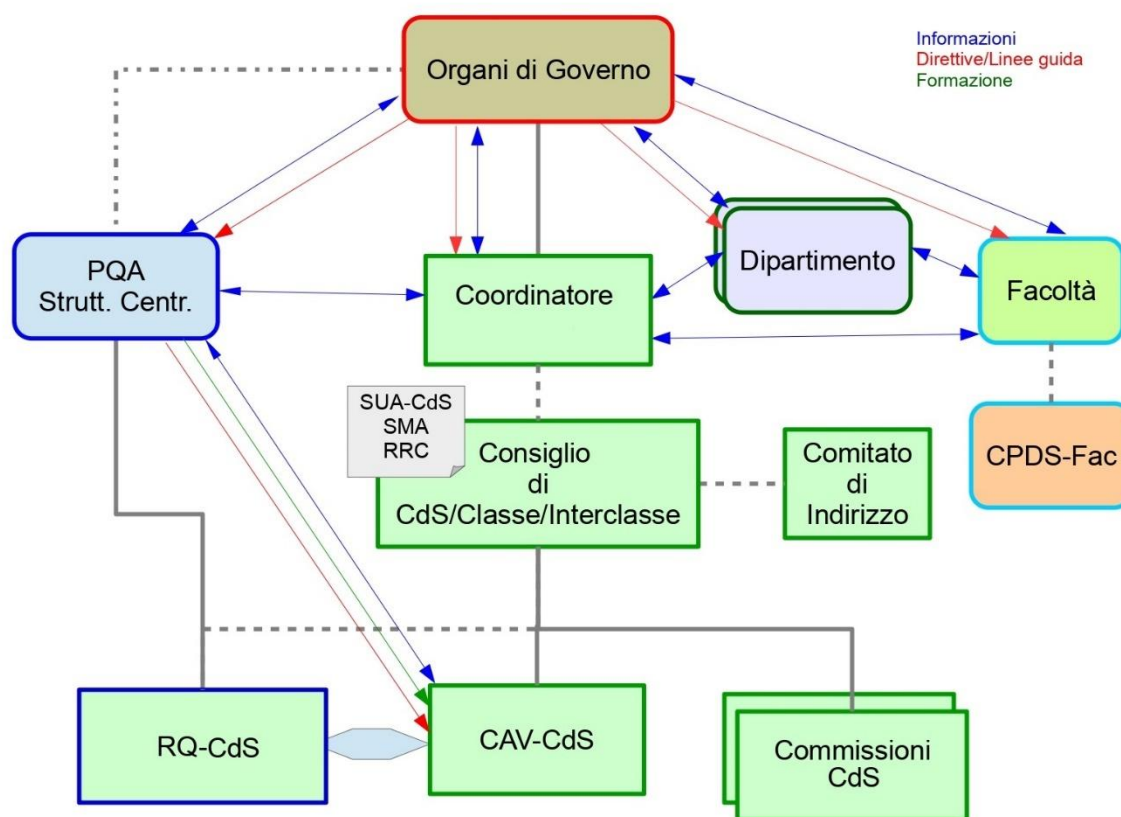 Organi di Governo
Informazioni
Direttive/Linee guida
Formazione
PQA
Strutt. Centr.
Coordinatore
Dipartimento
Facoltà
SUA-CdS
SMA
RRC
Consiglio
di
CdS/Classe/Interclasse
Comitato
di
Indirizzo
CPDS-Fac
RQ-CdS
CAV-CdS
Commissioni
CdS